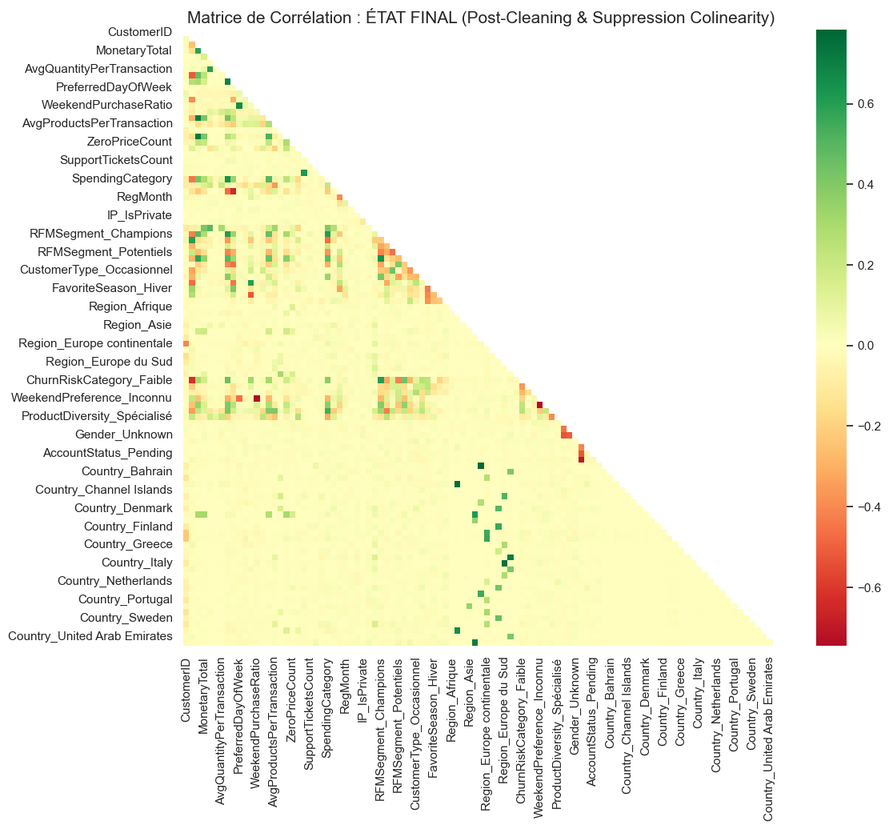 Matrice de Corrélation : ÉTAT FINAL (Post-Cleaning & Suppression Colinearity)
CustomerID
MonetaryTotal
AvgQuantityPerTransaction
PreferredDayOfWeek
WeekendPurchaseRatio
AvgProductsPerTransaction
ZeroPriceCount
SupportTicketsCount
SpendingCategory
RegMonth
IP_IsPrivate
RFMSegment_Champions
RFMSegment_Potentiels
CustomerType_Occasionnel
FavoriteSeason_Hiver
Region_Afrique
Region_Asie
Region_Europe continentale
Region_Europe du Sud
ChurnRiskCategory_Faible
WeekendPreference_Inconnu
ProductDiversity_Spécialisé
Gender_Unknown
AccountStatus_Pending
Country_Bahrain
Country_Channel Islands
Country_Denmark
Country_Finland
Country_Greece
Country_Italy
Country_Netherlands
Country_Portugal
Country_Sweden
Country_United Arab Emirates
CustomerID
MonetaryTotal
AvgQuantityPerTransaction
PreferredDayOfWeek
WeekendPurchaseRatio
AvgProductsPerTransaction
ZeroPriceCount
SupportTicketsCount
SpendingCategory
RegMonth
IP_IsPrivate
RFMSegment_Champions
RFMSegment_Potentiels
CustomerType_Occasionnel
FavoriteSeason_Hiver
Region_Afrique
Region_Asie
Region_Europe continentale
Region_Europe du Sud
ChurnRiskCategory_Faible
WeekendPreference_Inconnu
ProductDiversity_Spécialisé
Gender_Unknown
AccountStatus_Pending
Country_Bahrain
Country_Channel Islands
Country_Denmark
Country_Finland
Country_Greece
Country_Italy
Country_Netherlands
Country_Portugal
Country_Sweden
Country_United Arab Emirates
0.6
0.4
0.2
0.0
−0.2
−0.4
−0.6